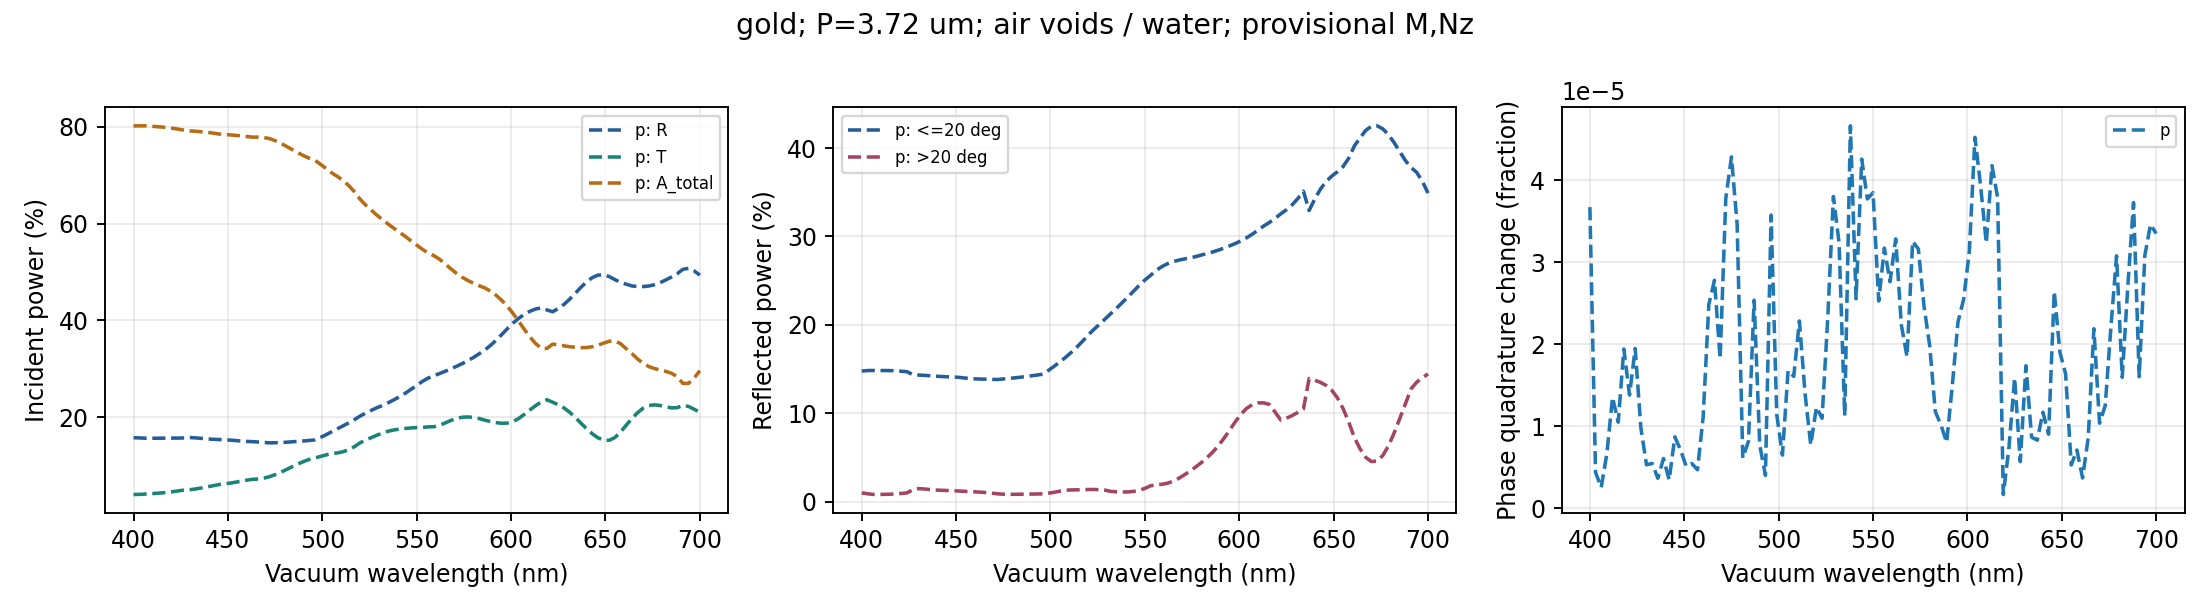 gold; P=3.72 um; air voids / water; provisional M,Nz
Incident power (%)
80
60
40
20
p: R
p: T
p: A_total
400 450 500 550 600 650 700
Vacuum wavelength (nm)
Reflected power (%)
40
30
20
10
0
p: <=20 deg
p: >20 deg
400 450 500 550 600 650 700
Vacuum wavelength (nm)
1e−5
Phase quadrature change (fraction)
4
3
2
1
0
p
400 450 500 550 600 650 700
Vacuum wavelength (nm)